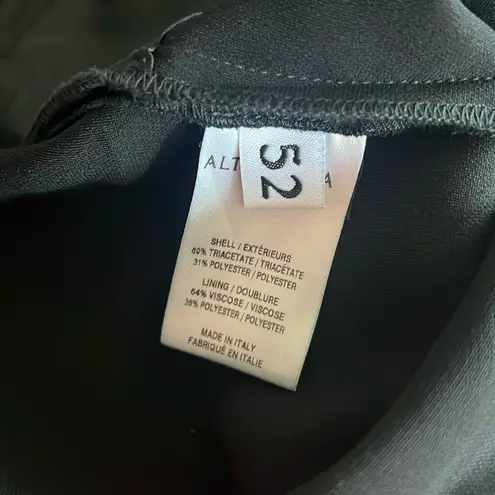 52
ALT A
SHELL / EXTÉRIEURS
69% TRIACETATE / TRIACÉTATE
31% POLYESTER / POLYESTER
LINING / DOUBLURE
64% VISCOSE / VISCOSE
36% POLYESTER / POLYESTER
MADE IN ITALY
FABRIQUÉ EN ITALIE